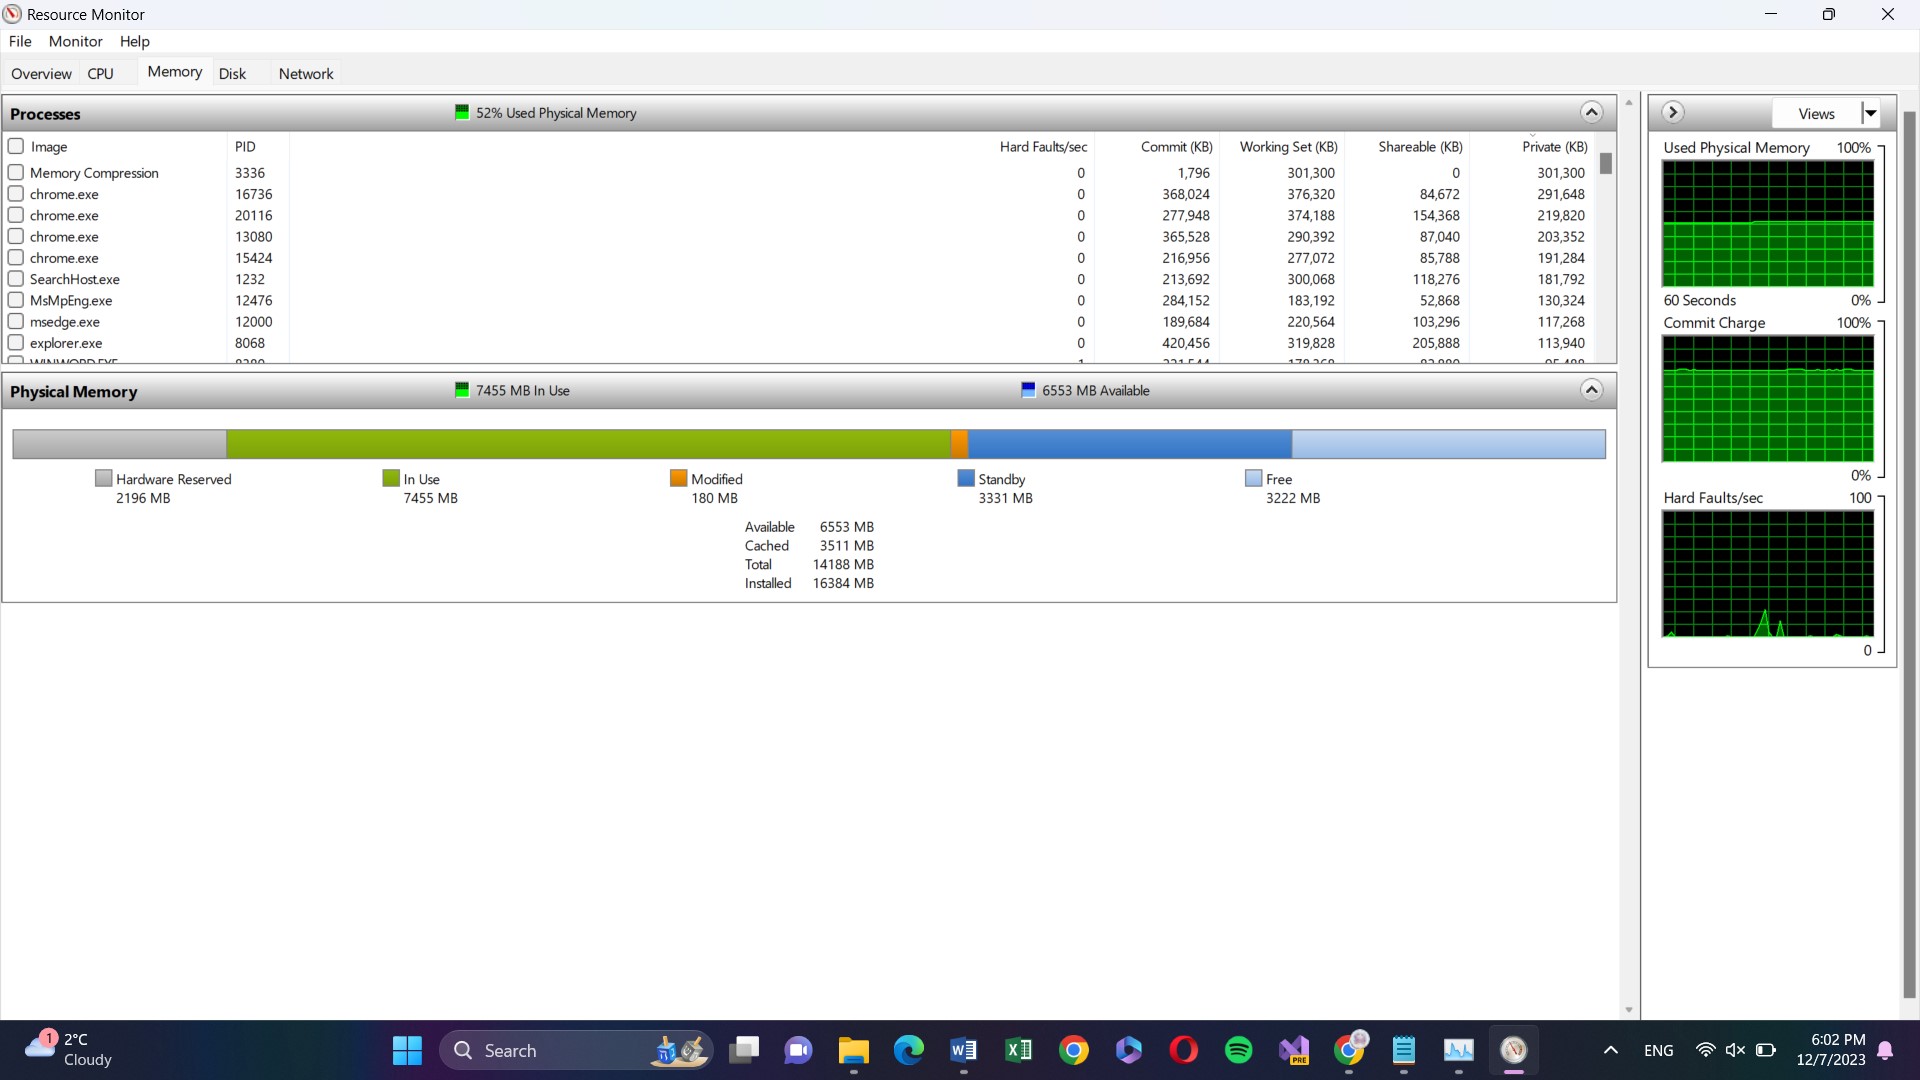 Resource Monitor
File Monitor Help
Overview CPU Memory Disk Network
Processes 52% Used Physical Memory
Image PID Hard Faults/sec Commit (KB) Working Set (KB) Shareable (KB) Private (KB)
Memory Compression 3336 0 1,796 301,300 0 301,300
chrome.exe 16736 0 368,024 376,320 84,672 291,648
chrome.exe 20116 0 277,948 374,188 154,368 219,820
chrome.exe 13080 0 365,528 290,392 87,040 203,352
chrome.exe 15424 0 216,956 277,072 85,788 191,284
SearchHost.exe 1232 0 213,692 300,068 118,276 181,792
MsMpEng.exe 12476 0 284,152 183,192 52,868 130,324
msedge.exe 12000 0 189,684 220,564 103,296 117,268
explorer.exe 8068 0 420,456 319,828 205,888 113,940
Physical Memory 7455 MB In Use 6553 MB Available
Hardware Reserved
2196 MB
In Use
7455 MB
Modified
180 MB
Standby
3331 MB
Free
3222 MB
Available 6553 MB
Cached 3511 MB
Total 14188 MB
Installed 16384 MB
Views
Used Physical Memory 100%
60 Seconds 0%
Commit Charge 100%
0%
Hard Faults/sec 100
0
1
2°C
Cloudy
Search
PRE
ENG
6:02 PM
12/7/2023